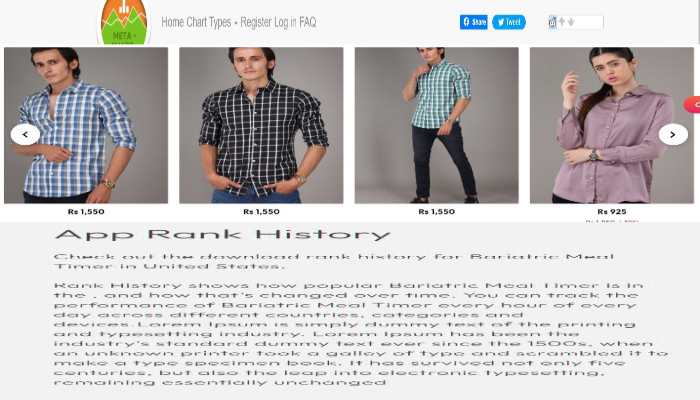 META -
Home Chart Types Register Log in FAQ
Share
Tweet
Rs 1,550
Rs 1,550
Rs 1,550
Rs 925
App Rank History
Check out the download rank history for Bariatric Meal
Timer in United States.
Rank History shows how popular Bariatric Meal Timer is in
the , and how that's changed over time. You can track the
performance of Bariatric Meal Timer every hour of every
day across different countries, categories and
devices.Lorem Ipsum is simply dummy text of the printing
and typesetting industry. Lorem Ipsum has been the
industry's standard dummy text ever since the 1500s, when
an unknown printer took a galley of type and scrambled it to
make a type specimen book. It has survived not only five
centuries, but also the leap into electronic typesetting,
remaining essentially unchanged.